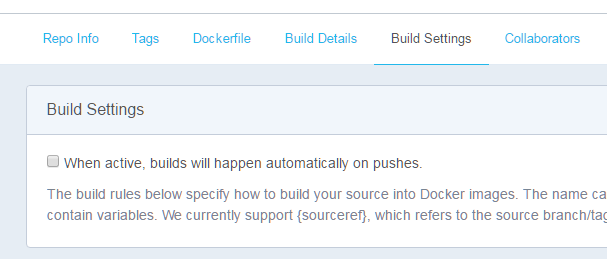 Repo Info Tags Dockerfile Build Details Build Settings Collaborators
Build Settings
When active, builds will happen automatically on pushes.
The build rules below specify how to build your source into Docker images. The name ca
contain variables. We currently support {sourceref}, which refers to the source branch/tag